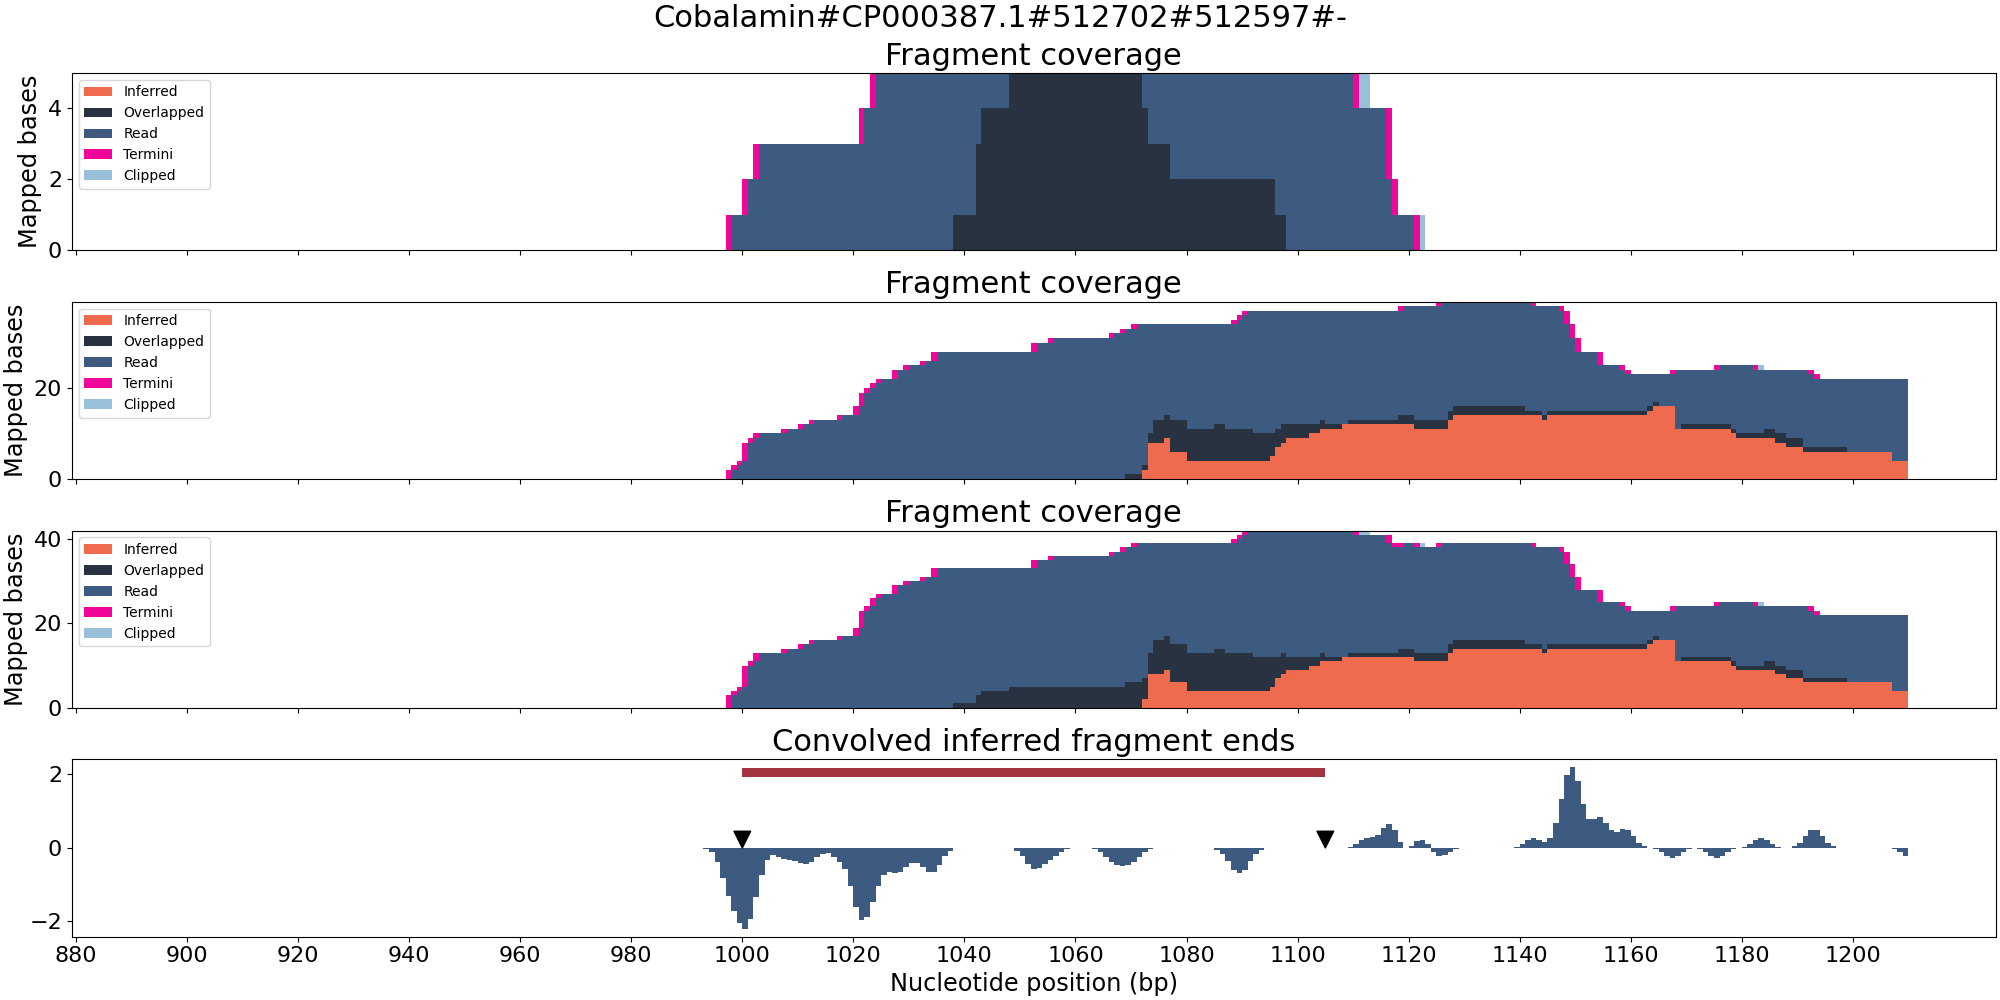 Cobalamin#CP000387.1#512702#512597#-
Fragment coverage
Mapped bases
4
2
0
Inferred
Overlapped
Read
Termini
Clipped
Fragment coverage
Mapped bases
20
0
Inferred
Overlapped
Read
Termini
Clipped
Fragment coverage
Mapped bases
40
20
0
Inferred
Overlapped
Read
Termini
Clipped
Convolved inferred fragment ends
2
0
−2
880 900 920 940 960 980 1000 1020 1040 1060 1080 1100 1120 1140 1160 1180 1200
Nucleotide position (bp)